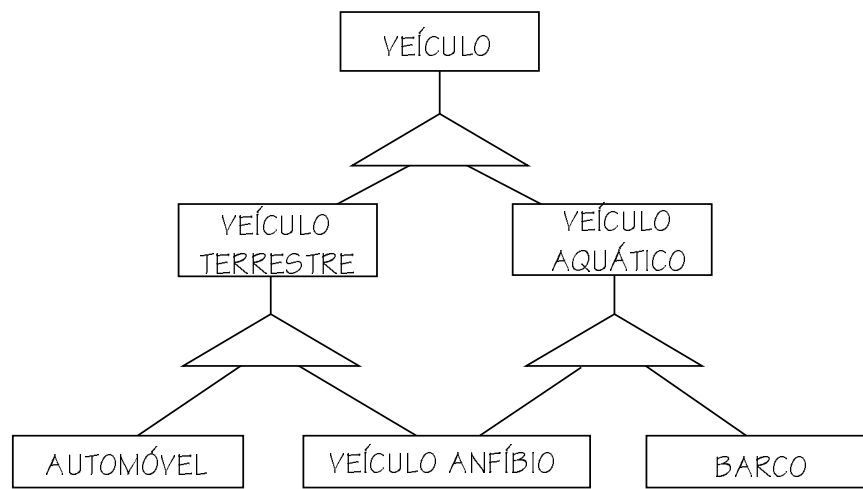 VEÍCULO
VEÍCULO
TERRESTRE
VEÍCULO
AQUÁTICO
AUTOMÓVEL
VEÍCULO ANFÍBIO
BARCO